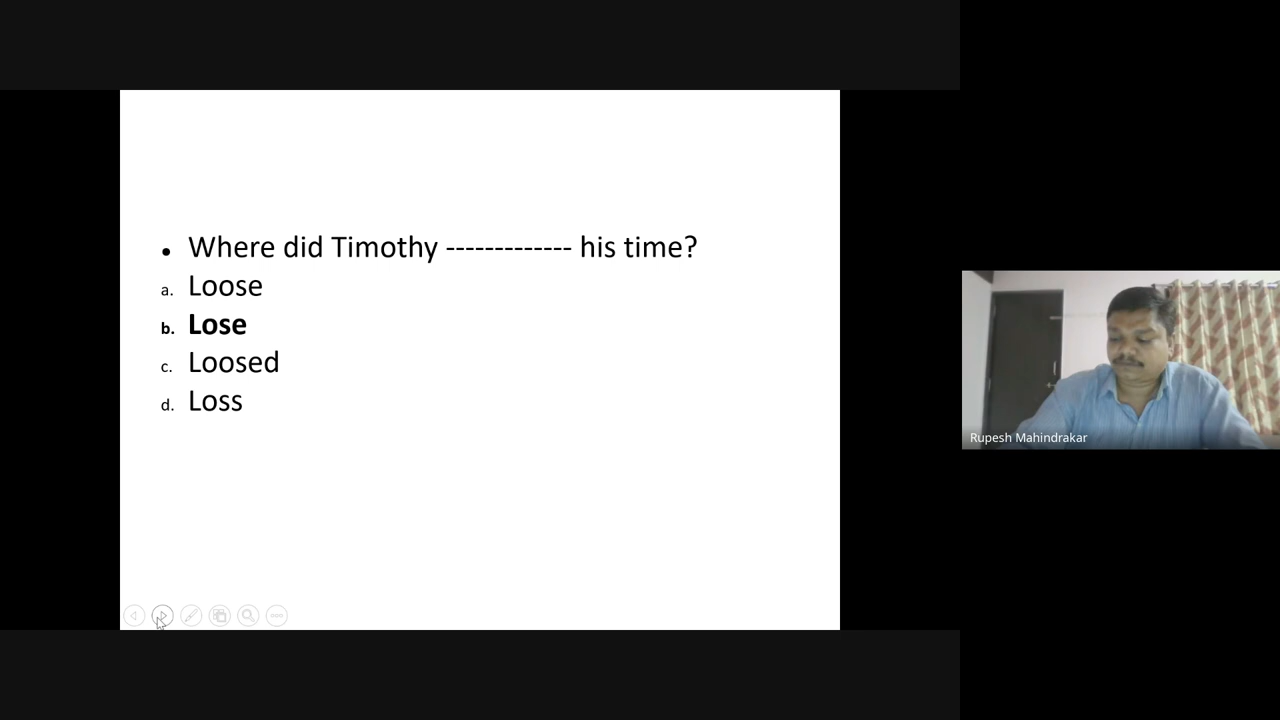 • Where did Timothy ------------- his time?
a. Loose
b. Lose
c. Loosed
d. Loss
Rupesh Mahindrakar